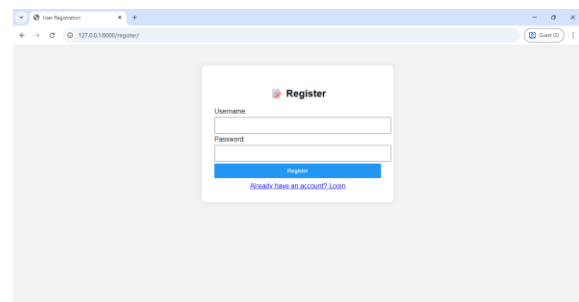 User Registration
127.0.0.1:8000/register/
Guest (2)
Register
Username:
Password:
Register
Already have an account? Login